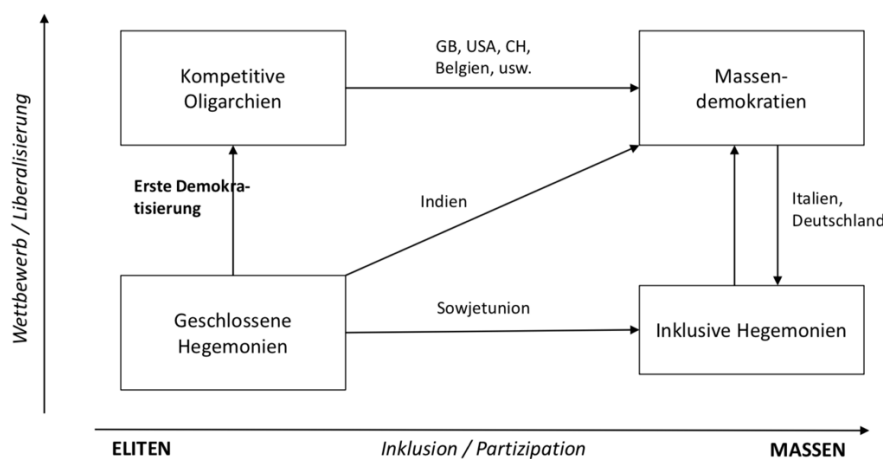 Wettbewerb / Liberalisierung
Kompetitive
Oligarchien
GB, USA, CH,
Belgien, usw.
Massen-
demokratien
Erste Demokra-
tisierung
Indien
Italien,
Deutschland
Geschlossene
Hegemonien
Sowjetunion
Inklusive Hegemonien
ELITEN
Inklusion / Partizipation
MASSEN